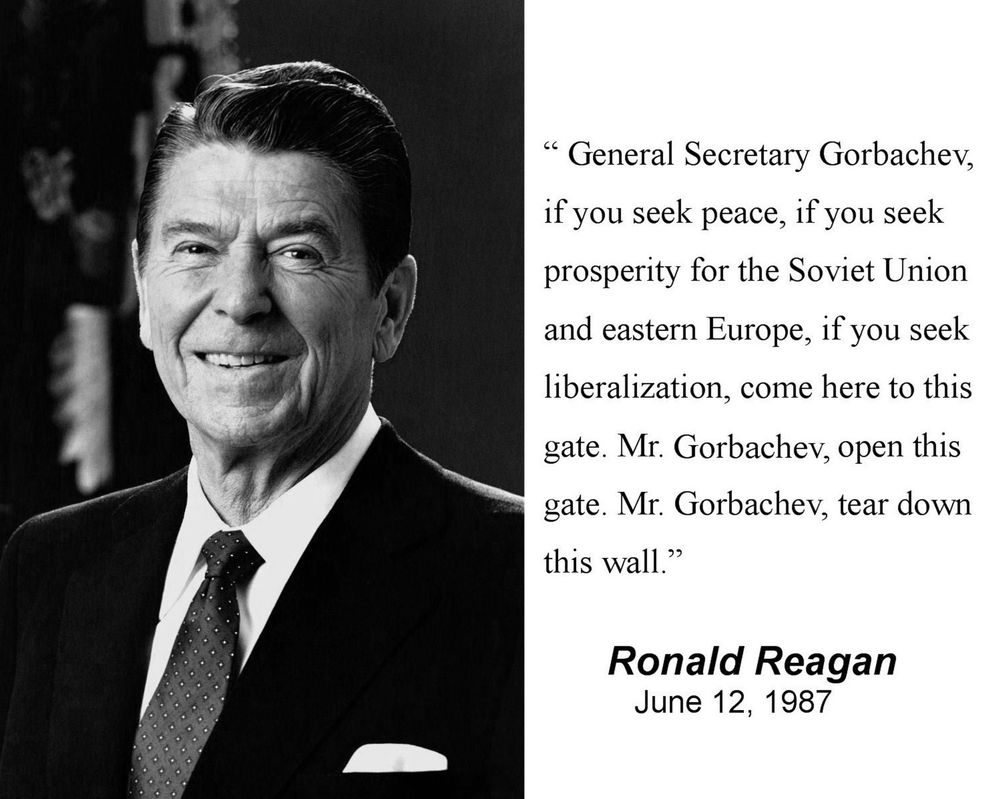 “ General Secretary Gorbachev,
if you seek peace, if you seek
prosperity for the Soviet Union
and eastern Europe, if you seek
liberalization, come here to this
gate. Mr. Gorbachev, open this
gate. Mr. Gorbachev, tear down
this wall.”
Ronald Reagan
June 12, 1987